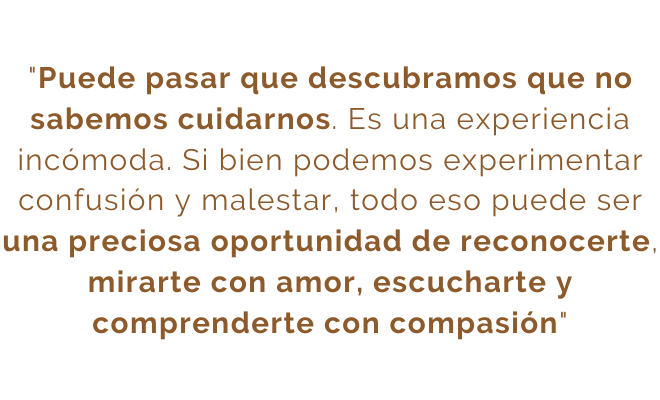 "Puede pasar que descubramos que no
sabemos cuidarnos. Es una experiencia
incómoda. Si bien podemos experimentar
confusión y malestar, todo eso puede ser
una preciosa oportunidad de reconocerte,
mirarte con amor, escucharte y
comprenderte con compasión"